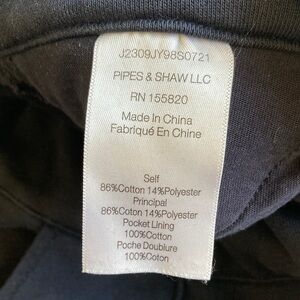 J2309JY98S0721
PIPES & SHAW LLC
RN 155820
Made In China
Fabriqué En Chine
Self
86%Cotton 14%Polyester
Principal
86%Coton 14%Polyester
Pocket Lining
100%Cotton
Poche Doublure
100%Coton